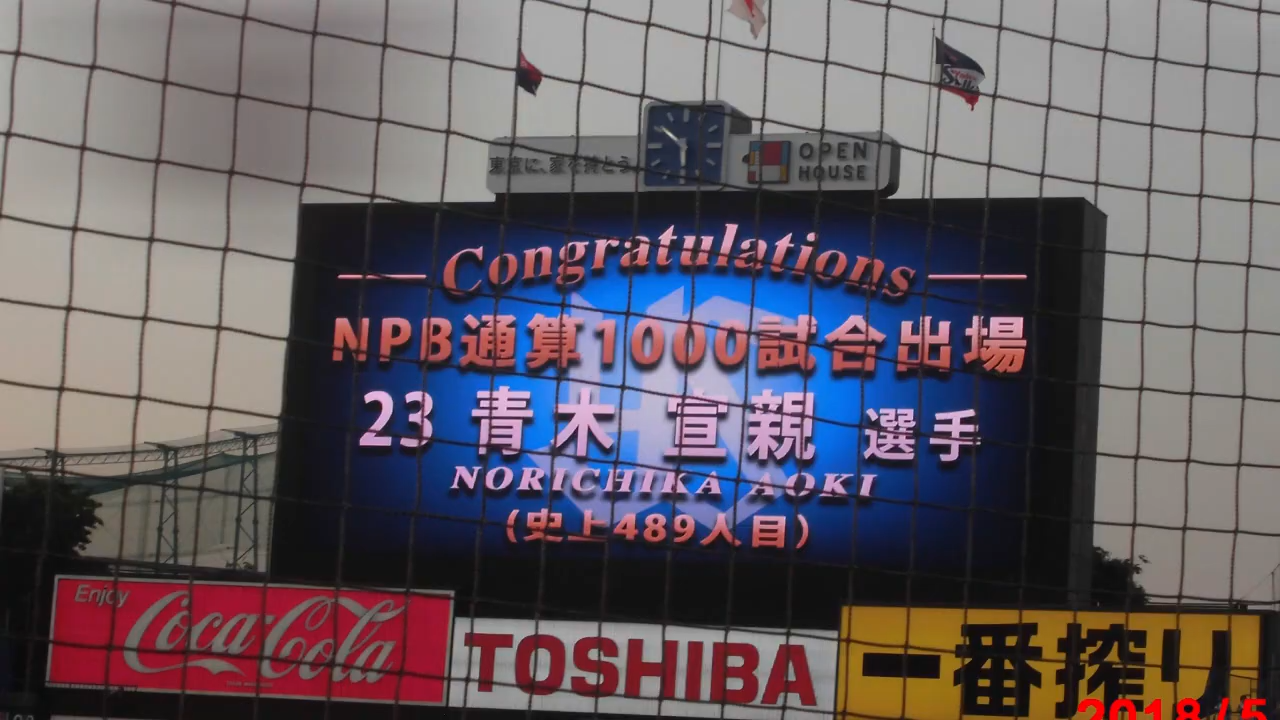 東京に、家を持とう
OPEN
HOUSE
Congratulations
NPB通算1000試合出場
23 青木 宣親 選手
NORICHIKA AOKI
(史上489人目)
Enjoy
Coca-Cola
TOSHIBA
一番搾り
2018/5